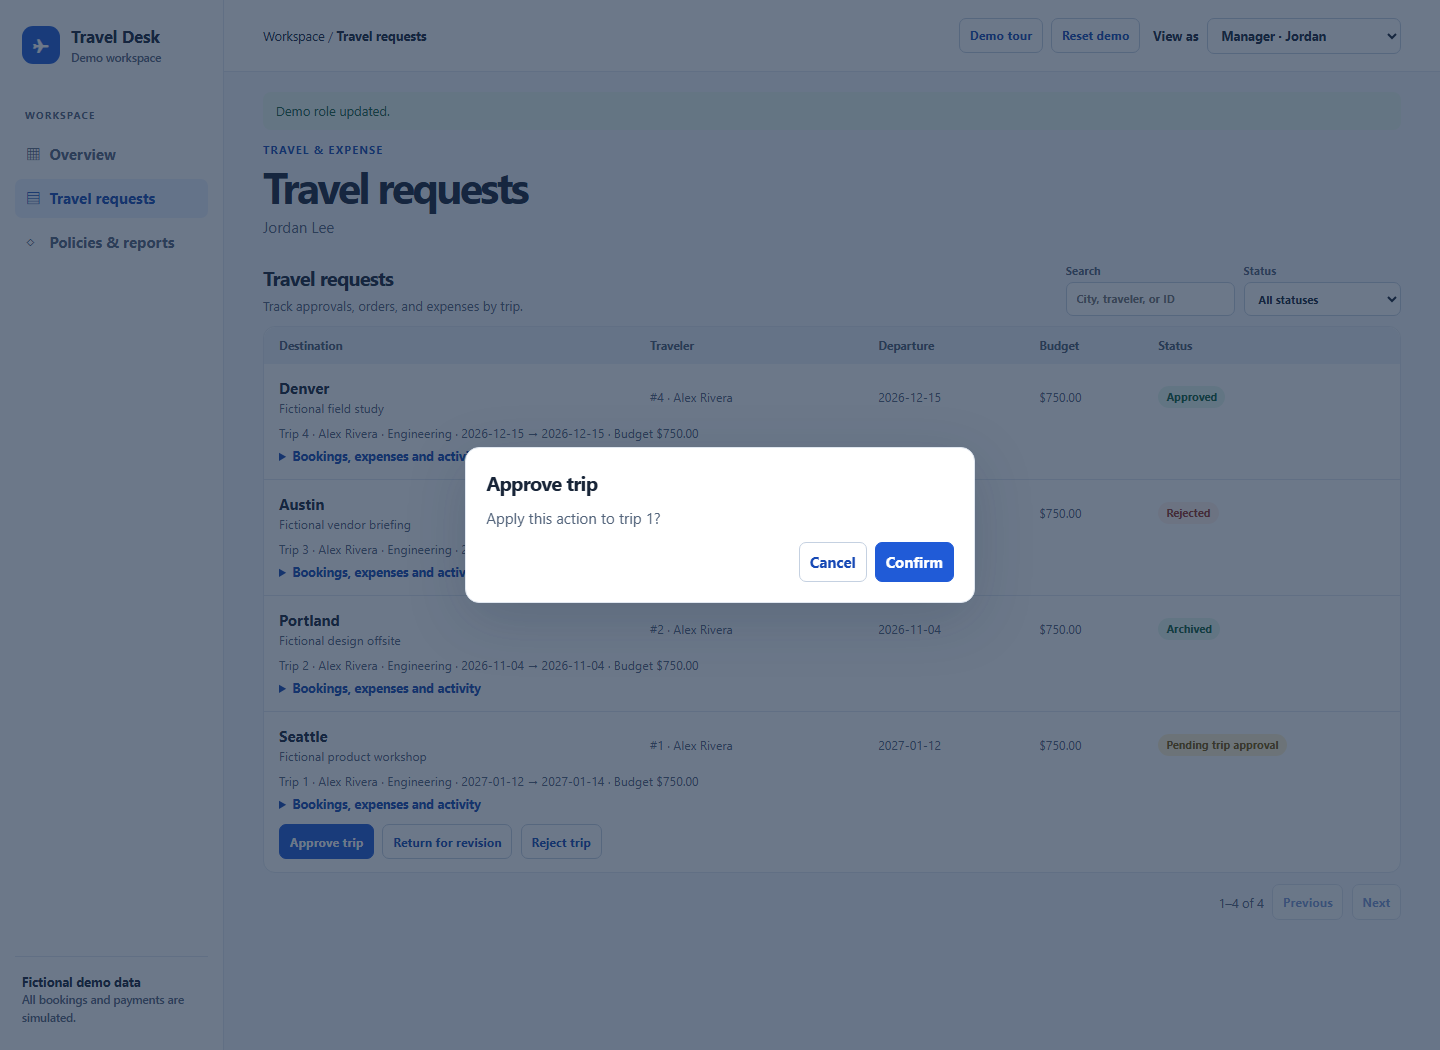 Travel Desk
Demo workspace
WORKSPACE
Overview
Travel requests
Policies & reports
Fictional demo data
All bookings and payments are
simulated.
Workspace / Travel requests
Demo tour
Reset demo
View as
Manager · Jordan
Demo role updated.
TRAVEL & EXPENSE
Travel requests
Jordan Lee
Travel requests
Track approvals, orders, and expenses by trip.
Search
City, traveler, or ID
Status
All statuses
Destination Traveler Departure Budget Status
Denver
Fictional field study
#4 · Alex Rivera 2026-12-15 $750.00 Approved
Trip 4 · Alex Rivera · Engineering · 2026-12-15 → 2026-12-15 · Budget $750.00
Bookings, expenses and activ
Austin
Fictional vendor briefing
$750.00 Rejected
Trip 3 · Alex Rivera · Engineering · 2
Bookings, expenses and activ
Approve trip
Apply this action to trip 1?
Cancel
Confirm
Portland
Fictional design offsite
#2 · Alex Rivera 2026-11-04 $750.00 Archived
Trip 2 · Alex Rivera · Engineering · 2026-11-04 → 2026-11-04 · Budget $750.00
Bookings, expenses and activity
Seattle
Fictional product workshop
#1 · Alex Rivera 2027-01-12 $750.00 Pending trip approval
Trip 1 · Alex Rivera · Engineering · 2027-01-12 → 2027-01-14 · Budget $750.00
Bookings, expenses and activity
Approve trip
Return for revision
Reject trip
1–4 of 4
Previous
Next